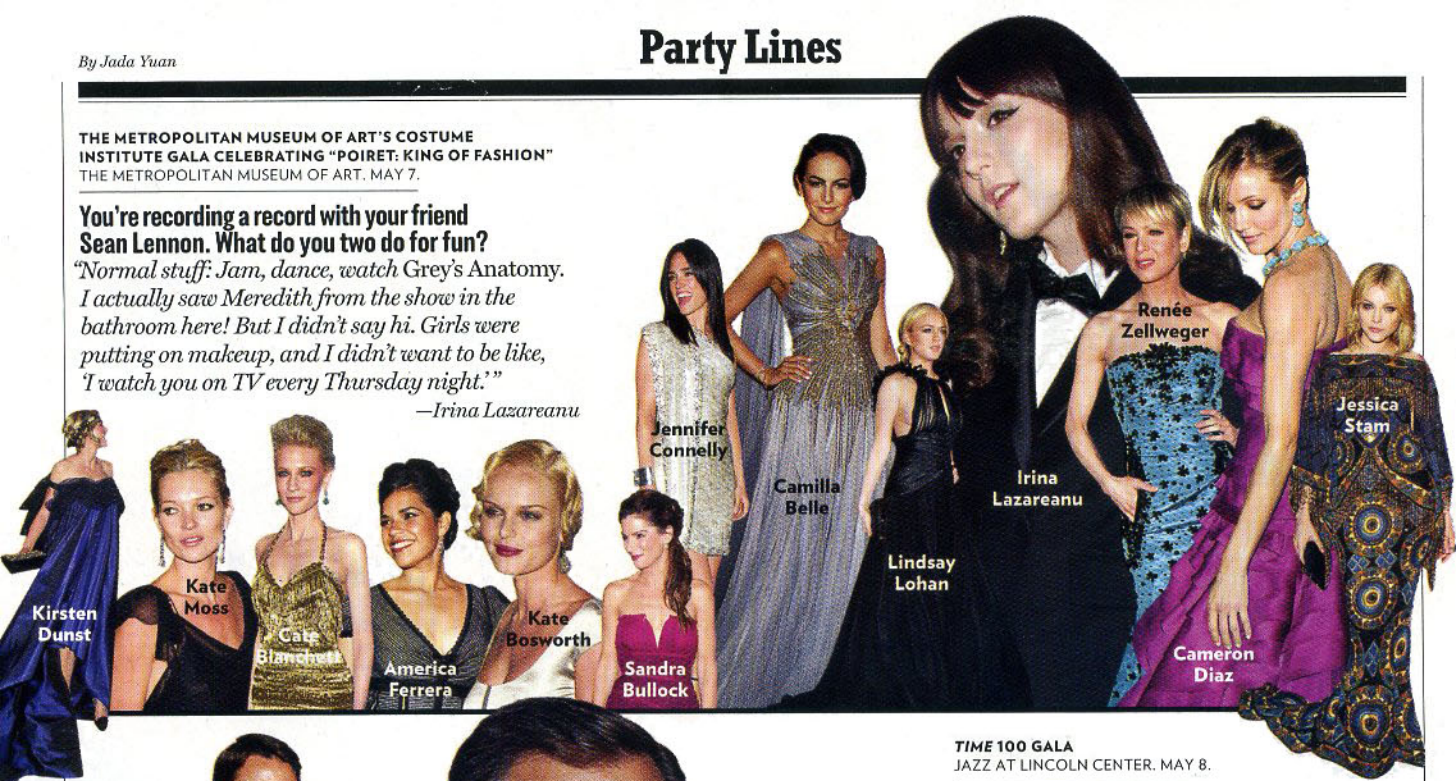 Party Lines
By Jada Yuan
THE METROPOLITAN MUSEUM OF ART'S COSTUME
INSTITUTE GALA CELEBRATING “POIRET: KING OF FASHION”
THE METROPOLITAN MUSEUM OF ART. MAY 7.
You're recording a record with your friend
Sean Lennon. What do you two do for fun?
“Normal stuff: Jam, dance, watch Grey's Anatomy.
I actually saw Meredith from the show in the
bathroom here! But I didn't say hi. Girls were
putting on makeup, and I didn't want to be like,
‘I watch you on TV every Thursday night.’”
—Irina Lazareanu
Kirsten
Dunst
Kate
Moss
Cate
Blanchett
America
Ferrera
Kate
Bosworth
Sandra
Bullock
Jennifer
Connelly
Camilla
Belle
Lindsay
Lohan
Irina
Lazareanu
Renée
Zellweger
Cameron
Diaz
Jessica
Stam
TIME 100 GALA
JAZZ AT LINCOLN CENTER. MAY 8.